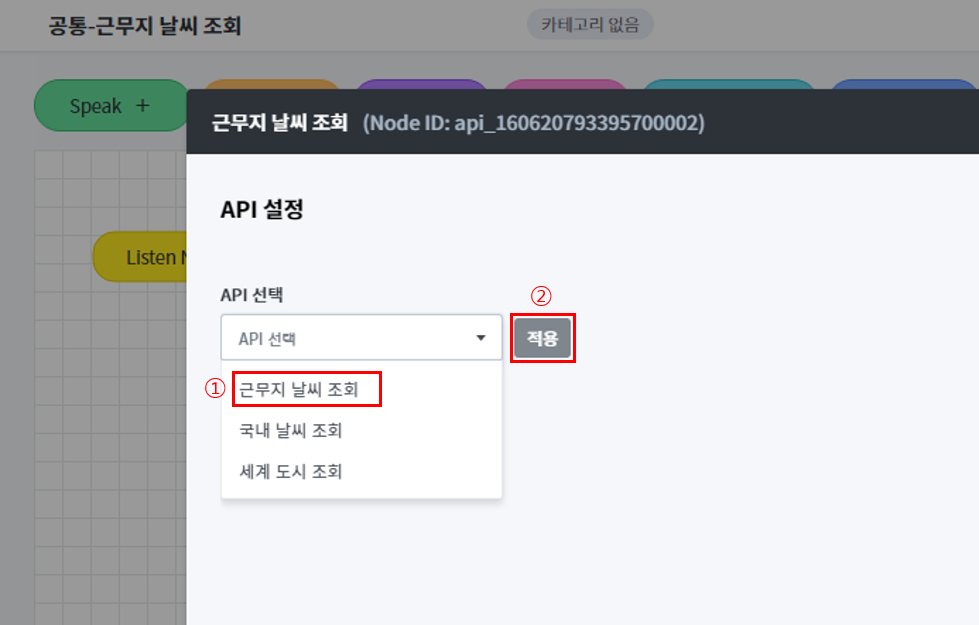 공통-근무지 날씨 조회
카테고리 없음
Speak +
근무지 날씨 조회 (Node ID: api_160620793395700002)
API 설정
Listen
API 선택
②
API 선택
적용
① 근무지 날씨 조회
국내 날씨 조회
세계 도시 조회